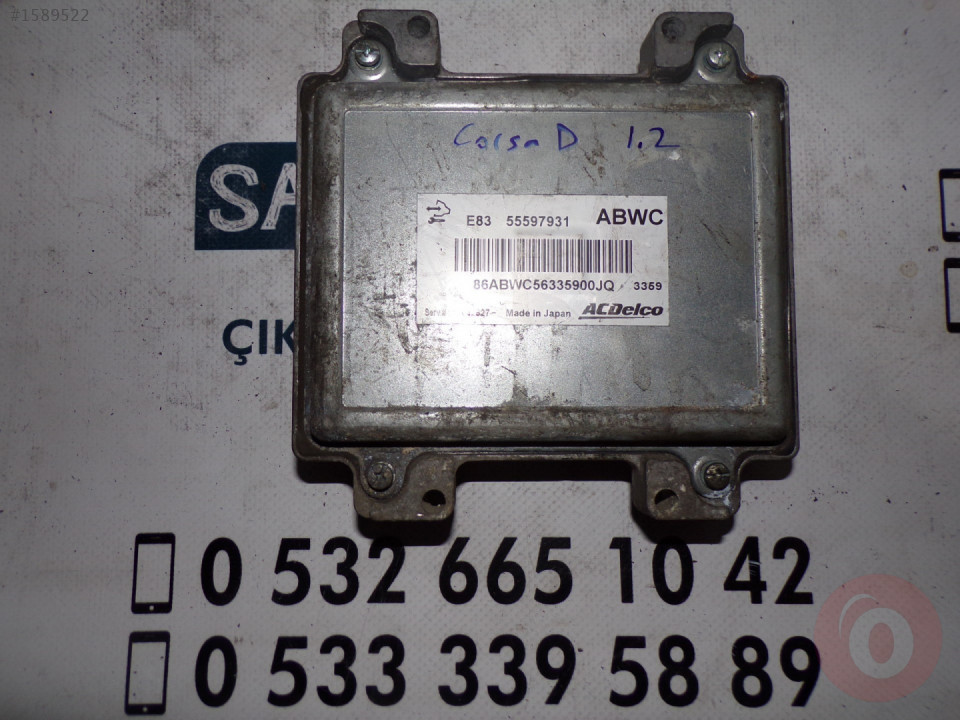 #1589522
Corsa D 1.2
SA
E83 55597931 ABWC
86ABWC56335900JQ 3359
Made in Japan ACDelco
ÇIK
0 532 665 10 42
0 533 339 58 89